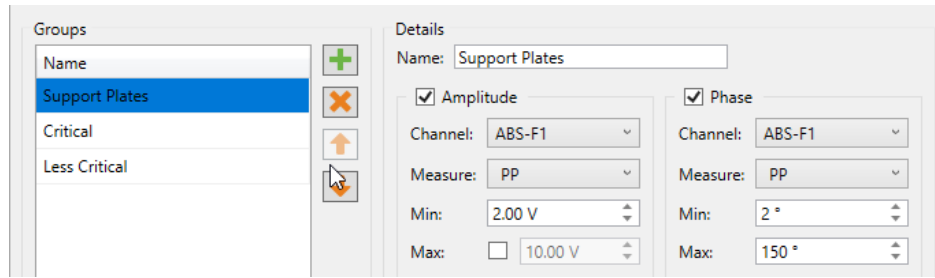 Groups
Name
Support Plates
Critical
Less Critical
Details
Name: Support Plates
Amplitude
Channel: ABS-F1
Measure: PP
Min: 2.00 V
Max: 10.00 V
Phase
Channel: ABS-F1
Measure: PP
Min: 2 °
Max: 150 °